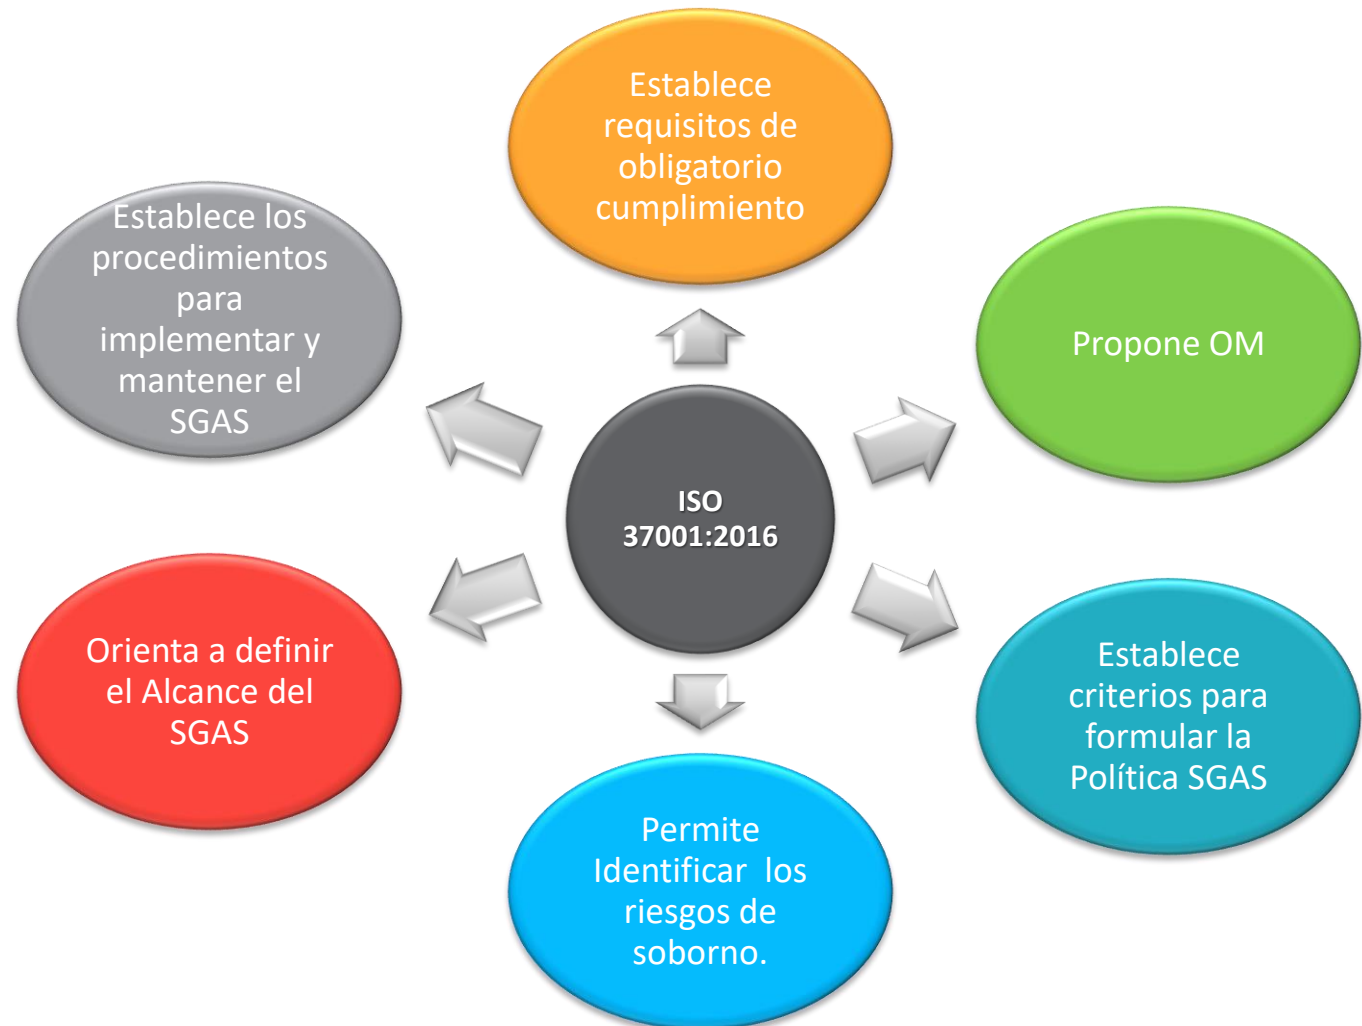 Establece
requisitos de
obligatorio
cumplimiento
Propone OM
Establece
criterios para
formular la
Política SGAS
Permite
Identificar los
riesgos de
soborno.
Orienta a definir
el Alcance del
SGAS
Establece los
procedimientos
para
implementar y
mantener el
SGAS
ISO
37001:2016